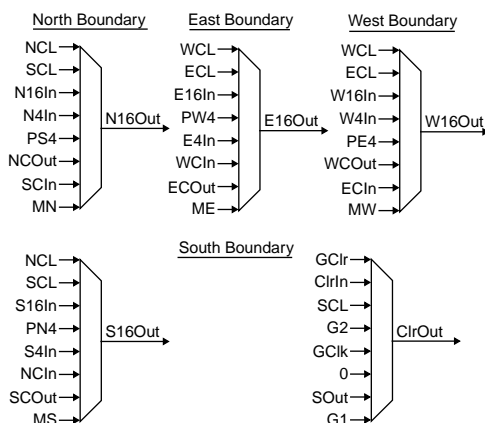 North Boundary
NCL
SCL
N16In
N4In
PS4
NCOut
SCIn
MN
N16Out
East Boundary
WCL
ECL
E16In
PW4
E4In
WCIn
ECOut
ME
E16Out
West Boundary
WCL
ECL
W16In
W4In
PE4
WCOut
ECIn
MW
W16Out
South Boundary
NCL
SCL
S16In
PN4
S4In
NCIn
SCOut
MS
S16Out
GClr
ClrIn
SCL
G2
GClk
0
SOut
G1
ClrOut